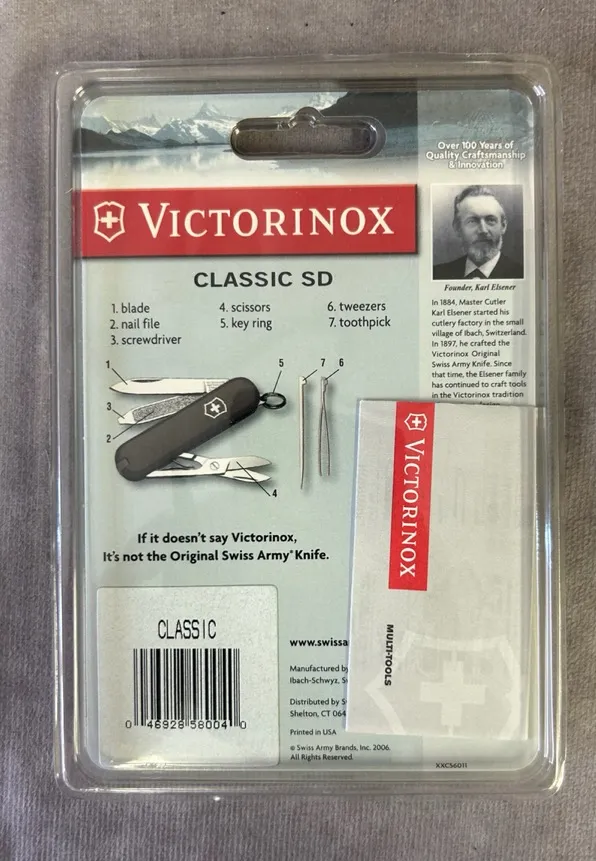 Over 100 Years of
Quality Craftsmanship
& Innovation
VICTORINOX
CLASSIC SD
1. blade
2. nail file
3. screwdriver
4. scissors
5. key ring
6. tweezers
7. toothpick
Founder, Karl Elsener
In 1884, Master Cutler
Karl Elsener started his
cutlery factory in the small
village of Ibach, Switzerland.
In 1897, he crafted the
Victorinox Original
Swiss Army Knife. Since
that time, the Elsener family
has continued to craft tools
in the Victorinox tradition
1
3
2
5
7
6
4
If it doesn't say Victorinox,
It's not the Original Swiss Army® Knife.
VICTORINOX
MULTI-TOOLS
CLASSIC
0 46928 58004 0
www.swissa
Manufactured by
Ibach-Schwyz, S
Distributed by S
Shelton, CT 064
Printed in USA
© Swiss Army Brands, Inc. 2006.
All Rights Reserved.
KXCS6011